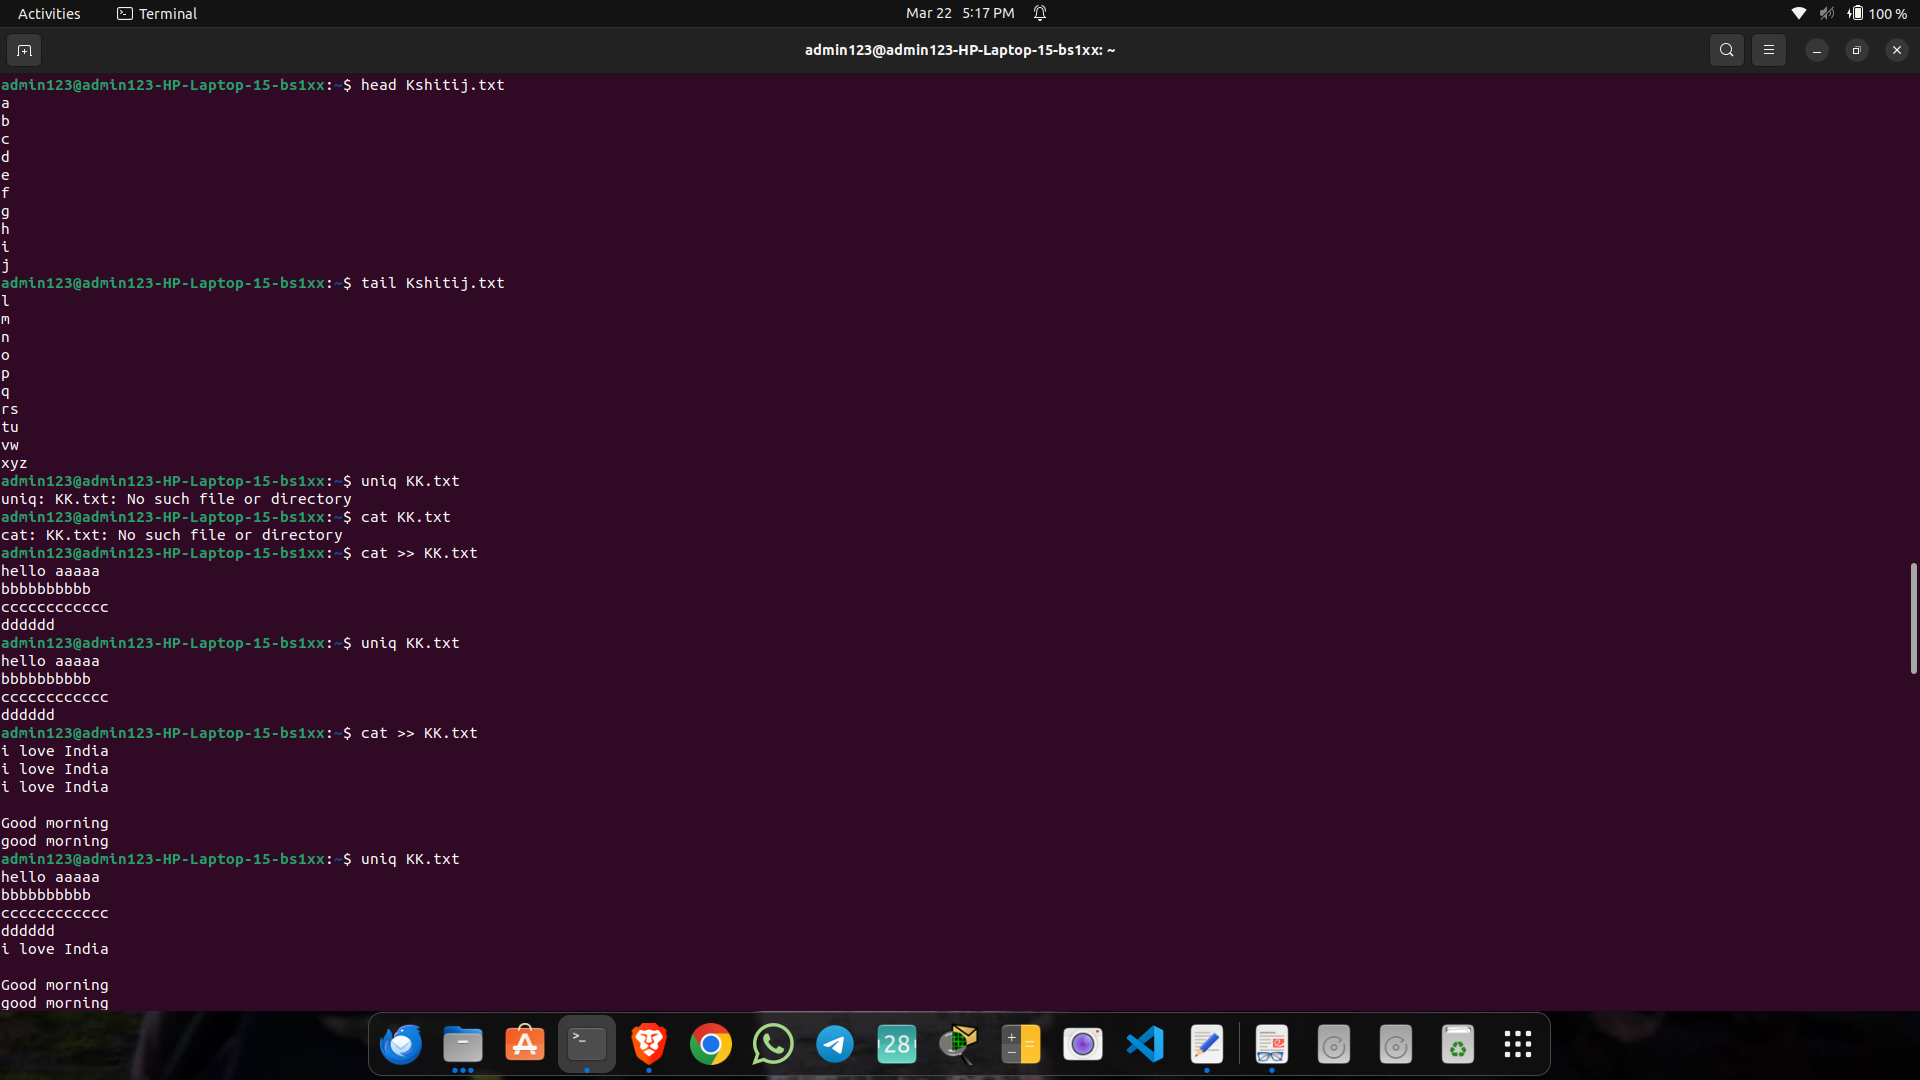 Activities
Terminal
Mar 22 5:17 PM
100 %
admin123@admin123-HP-Laptop-15-bs1xx: ~
admin123@admin123-HP-Laptop-15-bs1xx:~$ head Kshitij.txt
a
b
c
d
e
f
g
h
i
j
admin123@admin123-HP-Laptop-15-bs1xx:~$ tail Kshitij.txt
l
m
n
o
p
q
rs
tu
vw
xyz
admin123@admin123-HP-Laptop-15-bs1xx:~$ uniq KK.txt
uniq: KK.txt: No such file or directory
admin123@admin123-HP-Laptop-15-bs1xx:~$ cat KK.txt
cat: KK.txt: No such file or directory
admin123@admin123-HP-Laptop-15-bs1xx:~$ cat >> KK.txt
hello aaaaa
bbbbbbbbbb
cccccccccccc
dddddd
admin123@admin123-HP-Laptop-15-bs1xx:~$ uniq KK.txt
hello aaaaa
bbbbbbbbbb
cccccccccccc
dddddd
admin123@admin123-HP-Laptop-15-bs1xx:~$ cat >> KK.txt
i love India
i love India
i love India
Good morning
good morning
admin123@admin123-HP-Laptop-15-bs1xx:~$ uniq KK.txt
hello aaaaa
bbbbbbbbbb
cccccccccccc
dddddd
i love India
Good morning
good morning
28